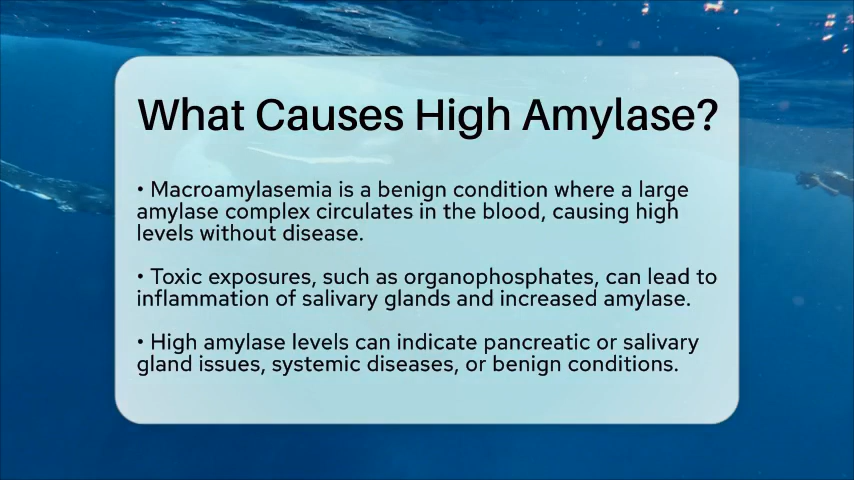 What Causes High Amylase?
• Macroamylasemia is a benign condition where a large
amylase complex circulates in the blood, causing high
levels without disease.
• Toxic exposures, such as organophosphates, can lead to
inflammation of salivary glands and increased amylase.
• High amylase levels can indicate pancreatic or salivary
gland issues, systemic diseases, or benign conditions.